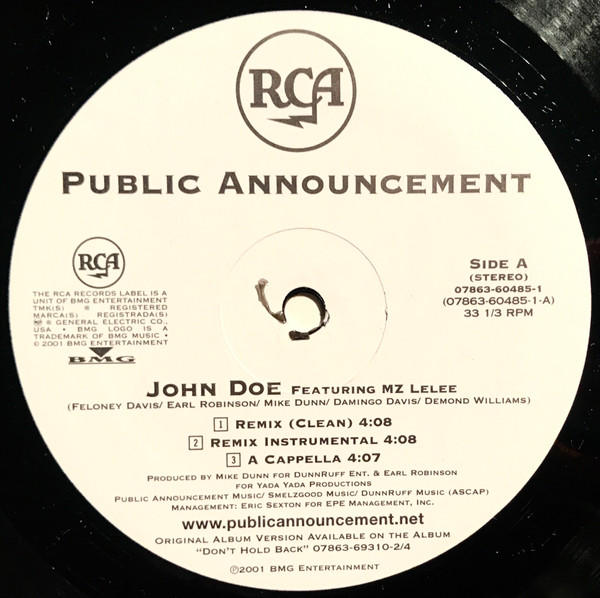 RCA
PUBLIC ANNOUNCEMENT
RCA
THE RCA RECORDS LABEL IS A
UNIT OF BMG ENTERTAINMENT
TMK(S) ® REGISTERED
MARCA(S) REGISTRADA(S)
® GENERAL ELECTRIC CO.,
USA • BMG LOGO IS A
TRADEMARK OF BMG MUSIC •
© 2001 BMG ENTERTAINMENT
BMG
SIDE A
(STEREO)
07863-60485-1
(07863-60485-1-A)
33 1/3 RPM
JOHN DOE FEATURING MZ LELEE
(FELONEY DAVIS/ EARL ROBINSON/ MIKE DUNN/ DAMINGO DAVIS/ DEMOND WILLIAMS)
1 REMIX (CLEAN) 4:08
2 REMIX INSTRUMENTAL 4:08
3 A CAPPELLA 4:07
PRODUCED BY MIKE DUNN FOR DUNNRUFF ENT. & EARL ROBINSON
FOR YADA YADA PRODUCTIONS
PUBLIC ANNOUNCEMENT MUSIC/ SMELZGOOD MUSIC/ DUNNRUFF MUSIC (ASCAP)
MANAGEMENT: ERIC SEXTON FOR EPE MANAGEMENT, INC.
www.publicannouncement.net
ORIGINAL ALBUM VERSION AVAILABLE ON THE ALBUM
"DON'T HOLD BACK" 07863-69310-2/4
℗2001 BMG ENTERTAINMENT